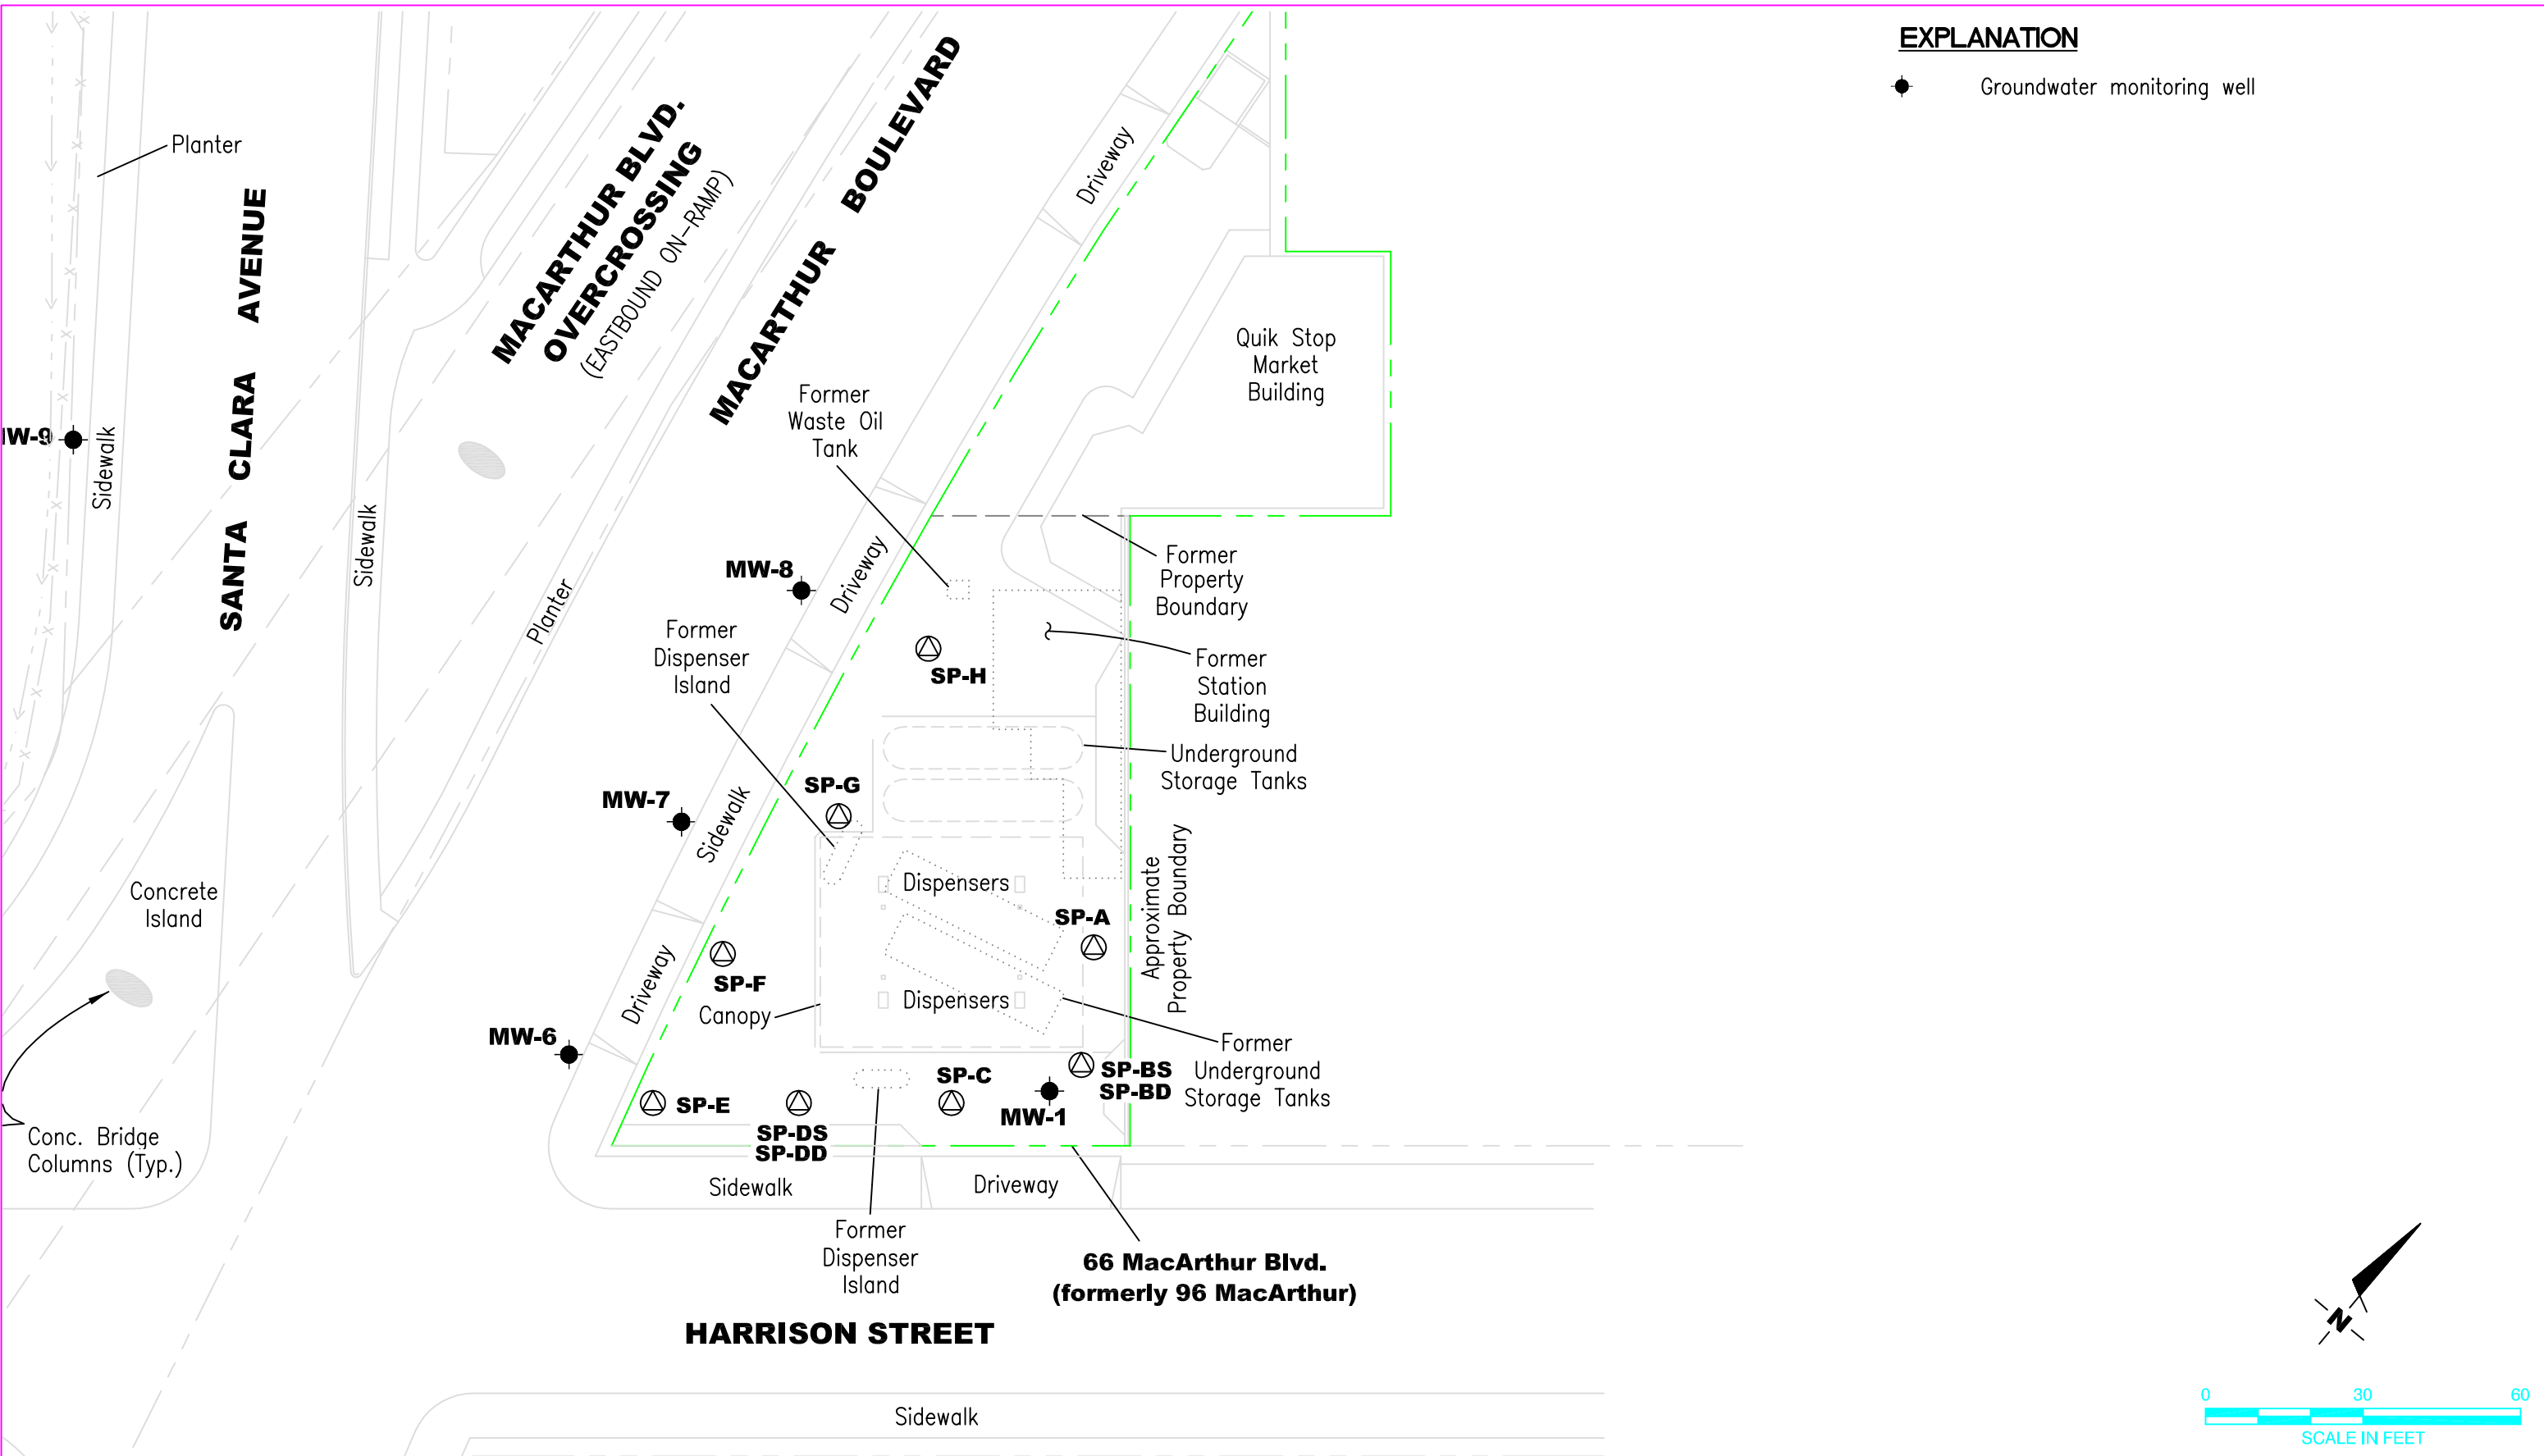 EXPLANATION
Groundwater monitoring well
Planter
SANTA CLARA AVENUE
MACARTHUR BLVD.
OVERCROSSING
(EASTBOUND ON-RAMP)
MACARTHUR BOULEVARD
Driveway
Quik Stop
Market
Building
Former
Waste Oil
Tank
MW-9
Sidewalk
Sidewalk
Planter
MW-8
Driveway
Former
Property
Boundary
Former
Dispenser
Island
SP-H
Former
Station
Building
Underground
Storage Tanks
SP-G
MW-7
Sidewalk
Approximate
Property Boundary
Concrete
Island
Dispensers
SP-A
SP-F
Driveway
Dispensers
Canopy
MW-6
Former
Underground
Storage Tanks
SP-BS
SP-BD
SP-C
SP-E
MW-1
SP-DS
SP-DD
Conc. Bridge
Columns (Typ.)
Sidewalk
Driveway
Former
Dispenser
Island
66 MacArthur Blvd.
(formerly 96 MacArthur)
HARRISON STREET
N
Sidewalk
0 30 60
SCALE IN FEET